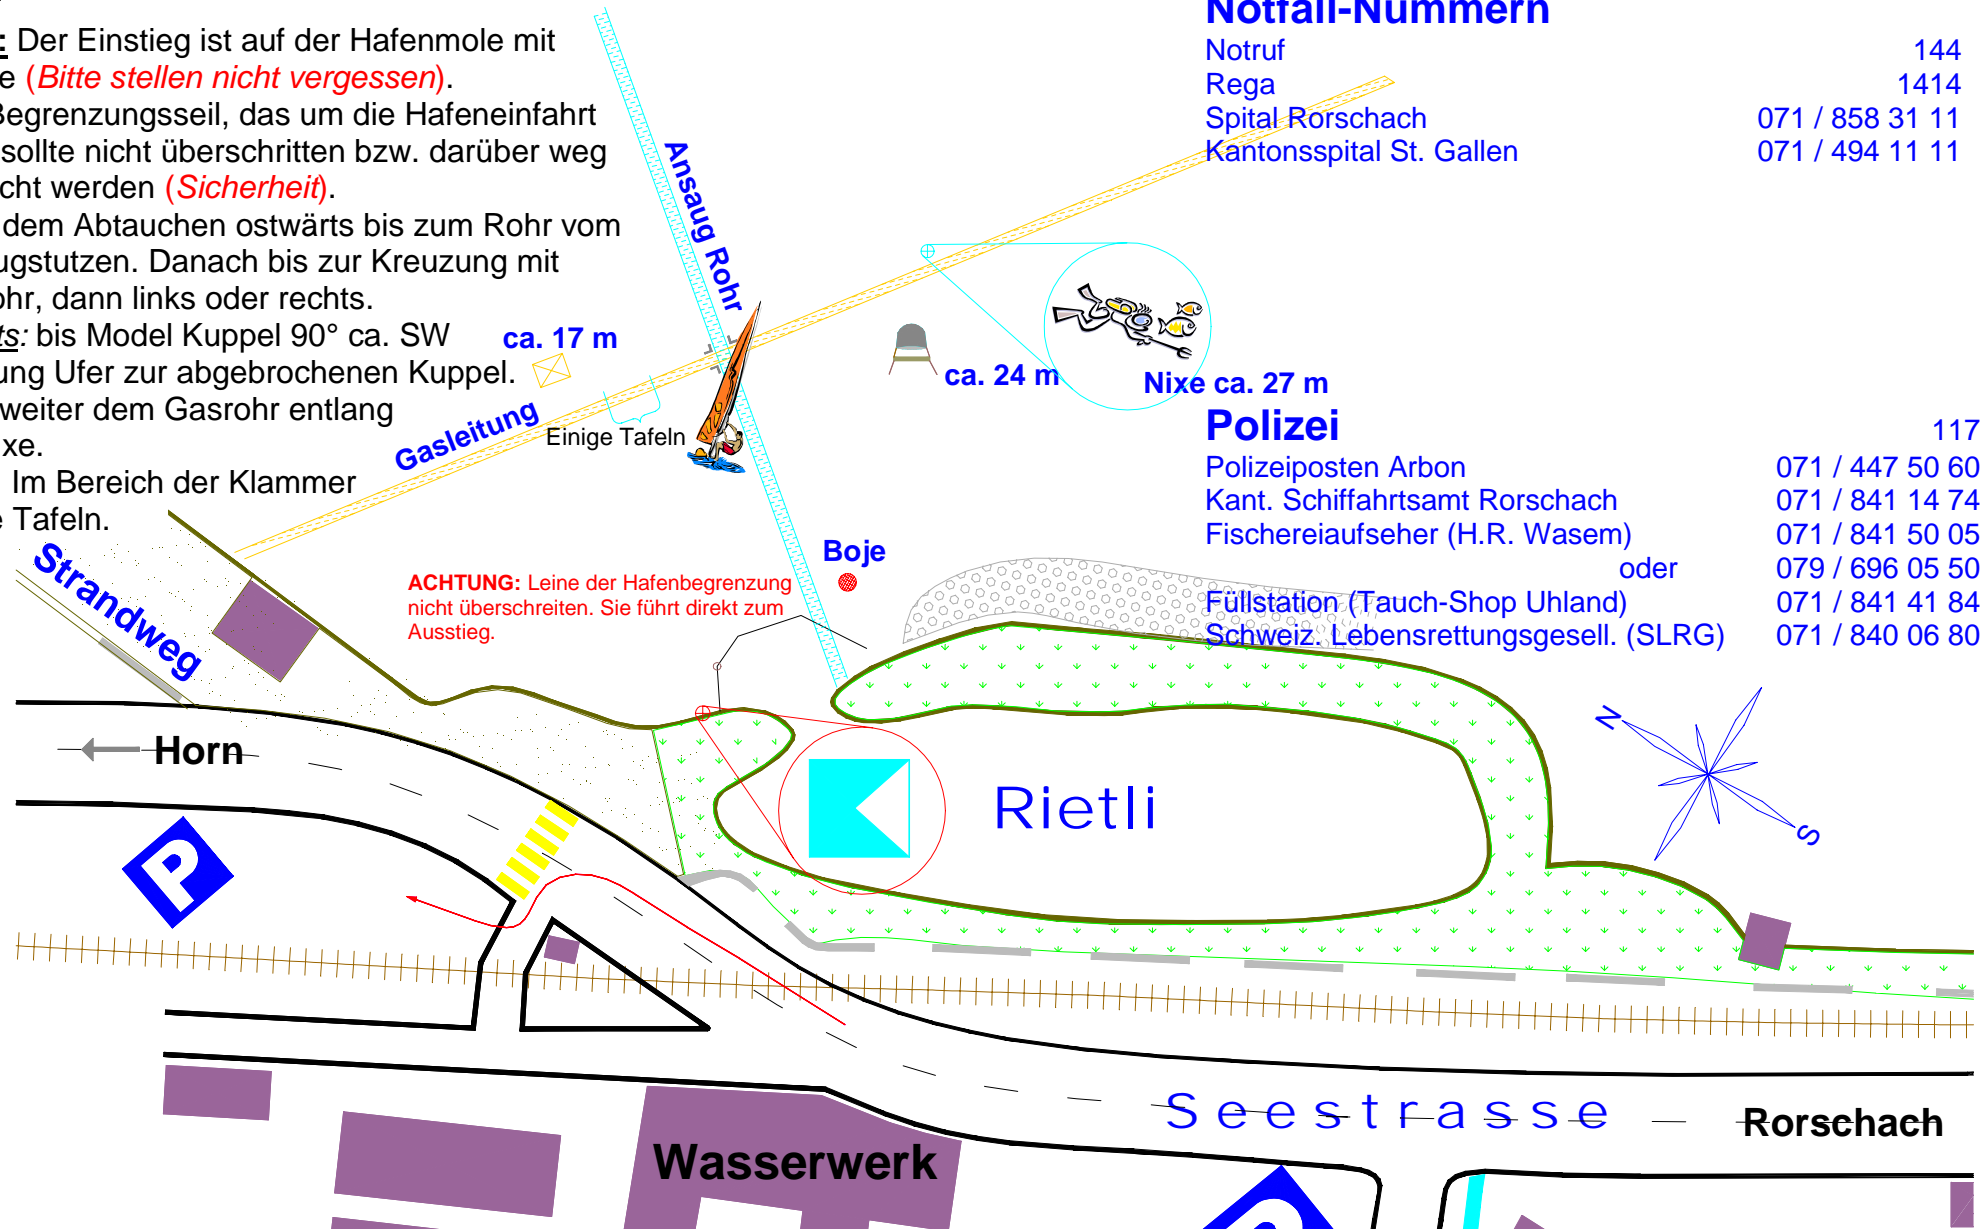 : Der Einstieg ist auf der Hafenmole mit
e (Bitte stellen nicht vergessen).
Begrenzungsseil, das um die Hafeneinfahrt
sollte nicht überschritten bzw. darüber weg
cht werden (Sicherheit).
dem Abtauchen ostwärts bis zum Rohr vom
ugstutzen. Danach bis zur Kreuzung mit
ohr, dann links oder rechts.
ts: bis Model Kuppel 90° ca. SW
ung Ufer zur abgebrochenen Kuppel.
weiter dem Gasrohr entlang
xe.
Im Bereich der Klammer
e Tafeln.
Notfall-Nummern
Notruf 144
Rega 1414
Spital Rorschach 071 / 858 31 11
Kantonsspital St. Gallen 071 / 494 11 11
Ansaug Rohr
ca. 17 m
ca. 24 m
Nixe ca. 27 m
Gasleitung
Einige Tafeln
Polizei 117
Polizeiposten Arbon 071 / 447 50 60
Kant. Schiffahrtsamt Rorschach 071 / 841 14 74
Fischereiaufseher (H.R. Wasem) 071 / 841 50 05
oder 079 / 696 05 50
Füllstation (Tauch-Shop Uhland) 071 / 841 41 84
Schweiz. Lebensrettungsgesell. (SLRG) 071 / 840 06 80
Strandweg
Boje
ACHTUNG: Leine der Hafenbegrenzung
nicht überschreiten. Sie führt direkt zum
Ausstieg.
N
S
Horn
Rietli
P
Seestrasse
Rorschach
Wasserwerk
P